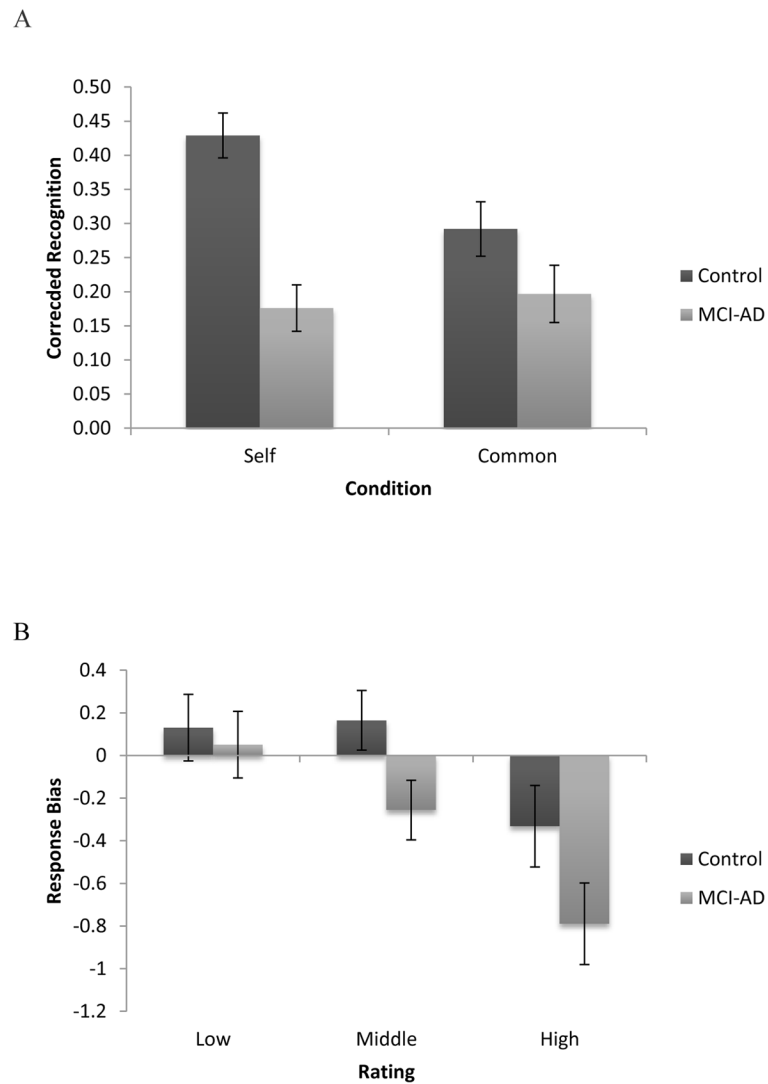 A
0.50
0.45
0.40
0.35
0.30
0.25
0.20
0.15
0.10
0.05
0.00
Correcded Recognition
Self Common
Condition
Control
MCI-AD
B
0.4
0.2
0
-0.2
-0.4
-0.6
-0.8
-1
-1.2
Response Bias
Low Middle High
Rating
Control
MCI-AD